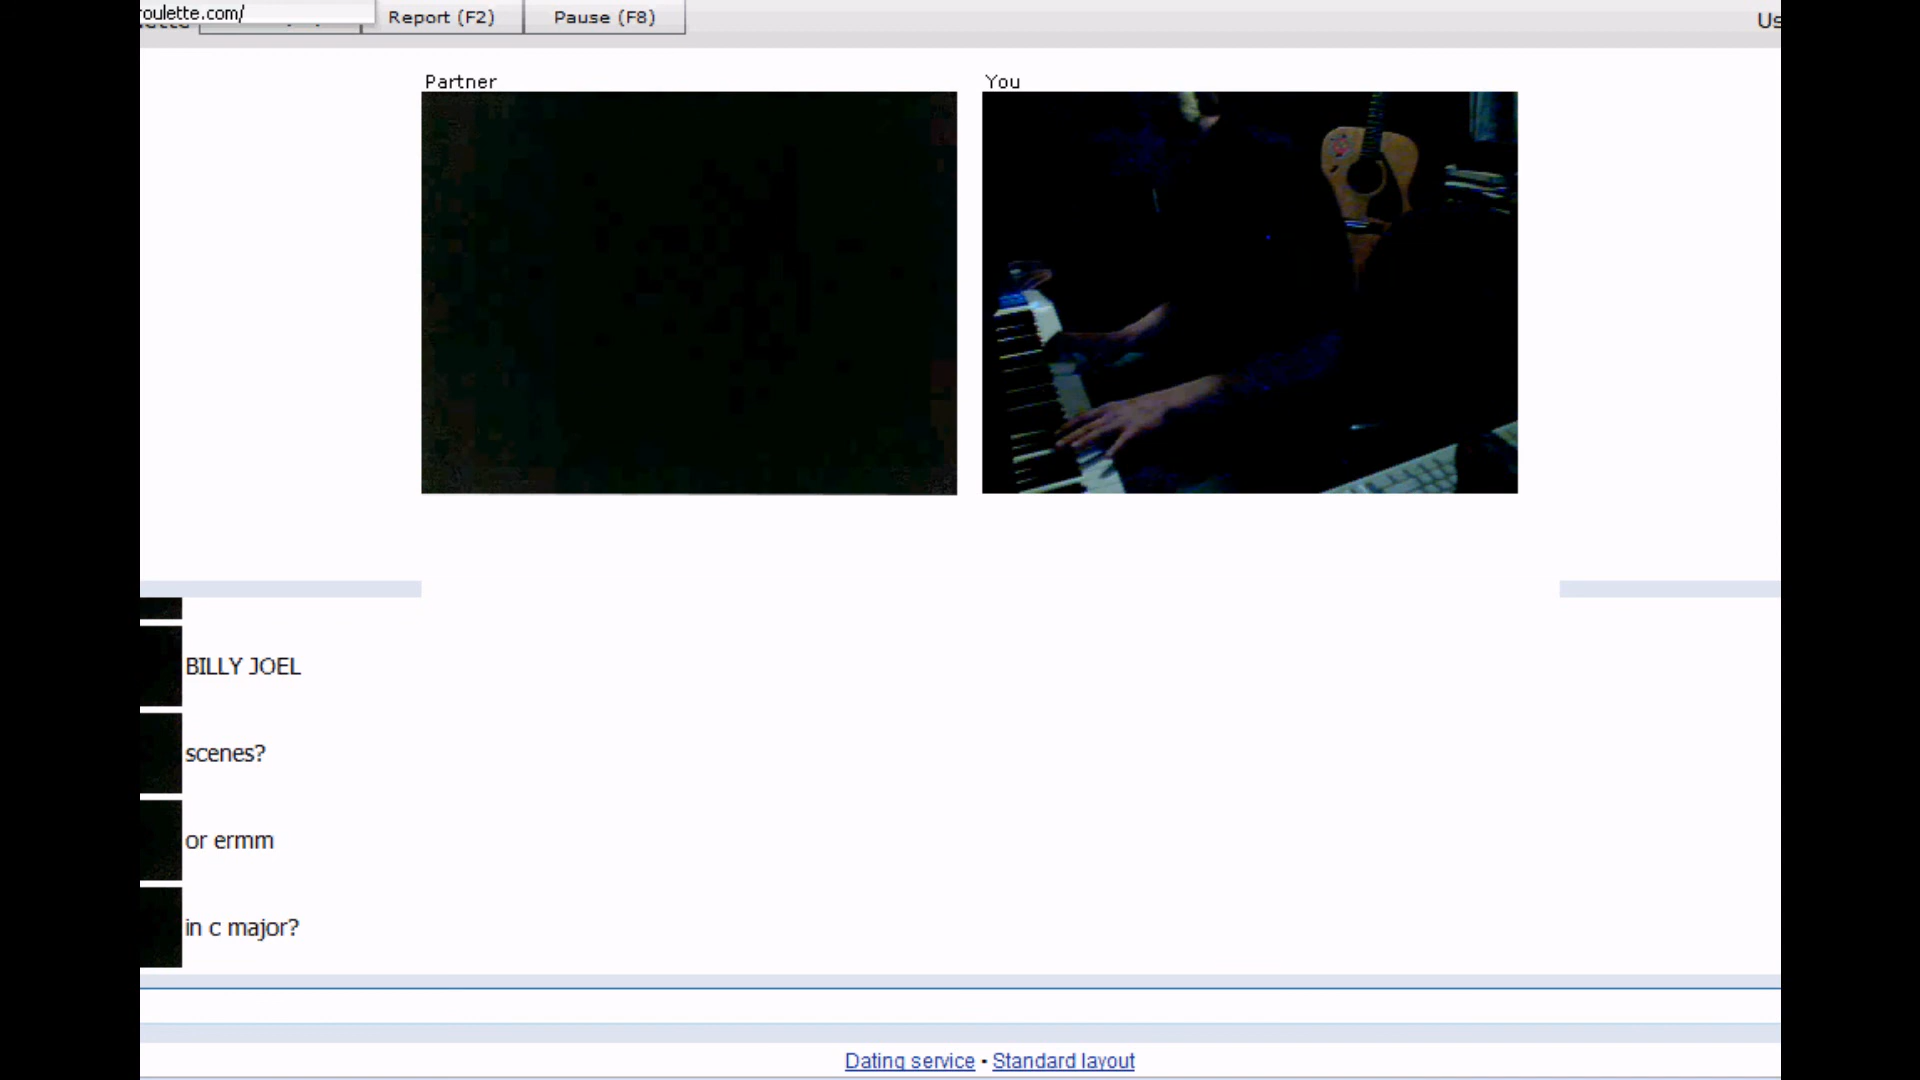 roulette.com/
Report (F2)
Pause (F8)
Partner
You
BILLY JOEL
scenes?
or ermm
in c major?
Dating service • Standard layout